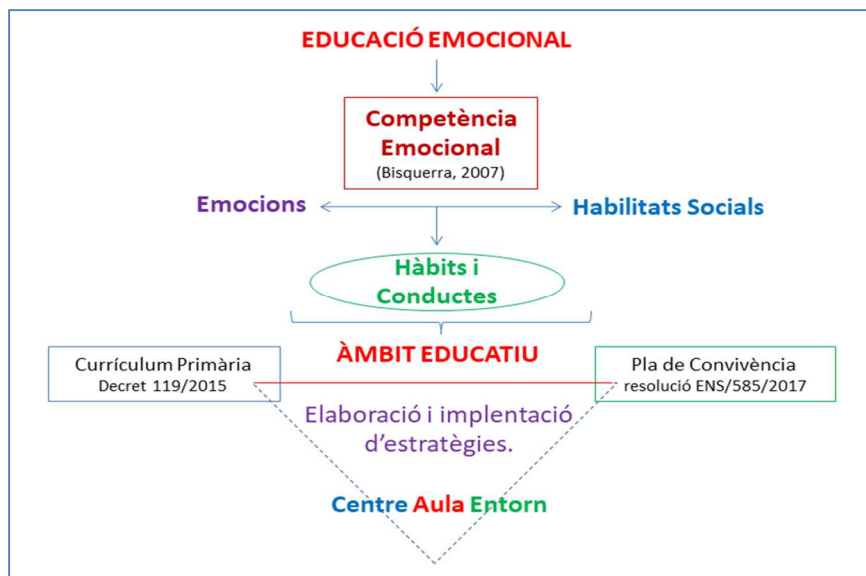 EDUCACIÓ EMOCIONAL
Competència
Emocional
(Bisquerra, 2007)
Emocions
Habilitats Socials
Hàbits i
Conductes
ÀMBIT EDUCATIU
Currículum Primària
Decret 119/2015
Pla de Convivència
resolució ENS/585/2017
Elaboració i implentació
d'estratègies.
Centre Aula Entorn